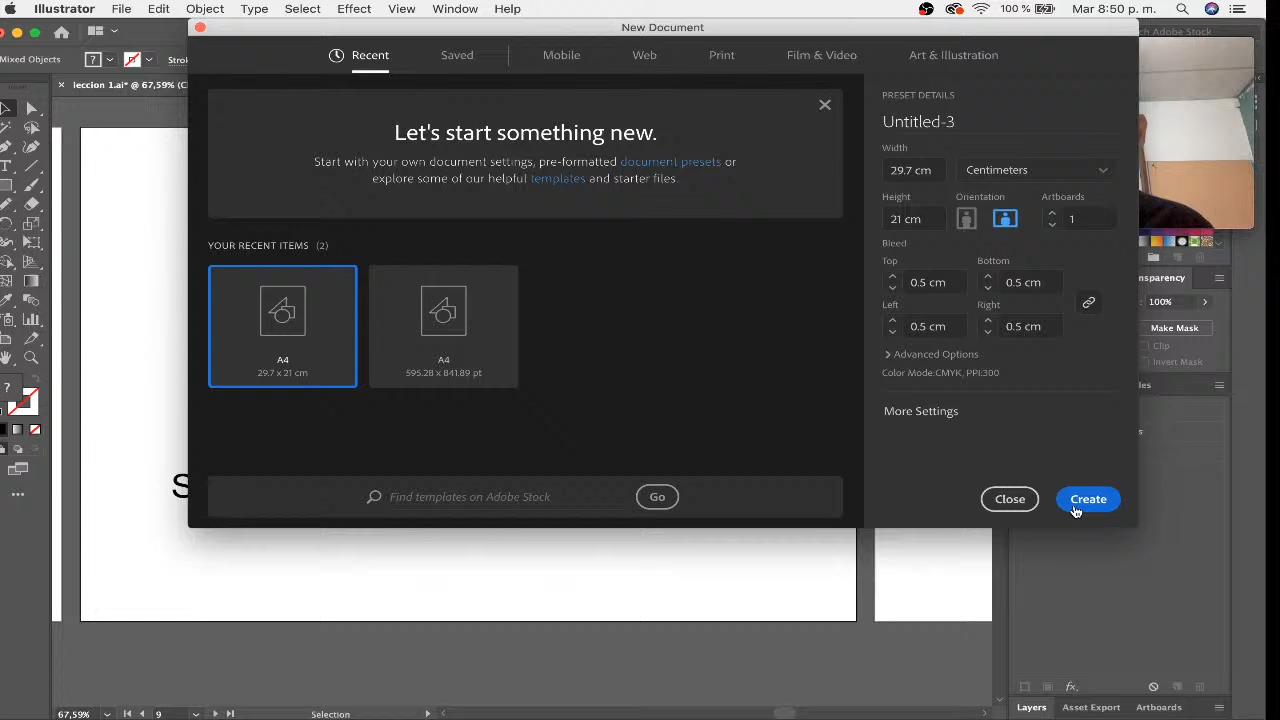 Illustrator File Edit Object Type Select Effect View Window Help 100 % Mar 8:50 p. m.
New Document
Mixed Objects ? Strok
leccion 1.ai* @ 67,59% (C
Recent Saved Mobile Web Print Film & Video Art & Illustration
Let's start something new.
Start with your own document settings, pre-formatted document presets or
explore some of our helpful templates and starter files.
YOUR RECENT ITEMS (2)
A4
29.7 x 21 cm
A4
595.28 x 841.89 pt
Find templates on Adobe Stock Go
PRESET DETAILS
Untitled-3
Width
29.7 cm Centimeters
Height Orientation Artboards
21 cm 1
Bleed
Top Bottom
0.5 cm 0.5 cm
Left Right
0.5 cm 0.5 cm
Advanced Options
Color Mode:CMYK, PPI:300
More Settings
Close Create
ch Adobe Stock
nsparency
100%
Make Mask
Clip
Invert Mask
les
s
?
S
fx
Layers Asset Export Artboards
67,59% 9 Selection